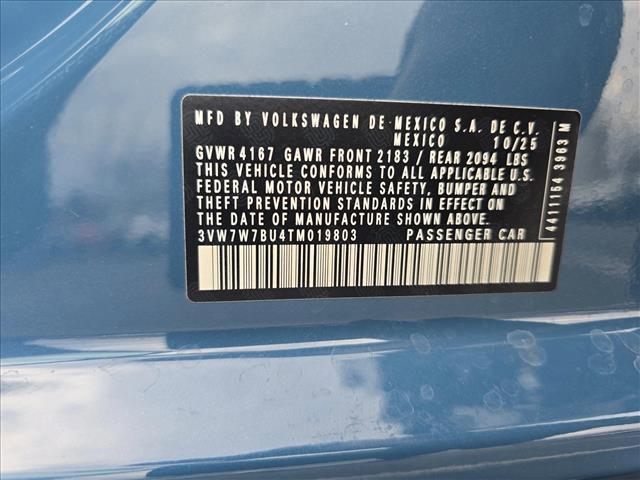 MFD BY VOLKSWAGEN DE MEXICO S.A. DE C.V.
MEXICO 10/25
GVWR 4167 GAWR FRONT 2183 / REAR 2094 LBS
THIS VEHICLE CONFORMS TO ALL APPLICABLE U.S.
FEDERAL MOTOR VEHICLE SAFETY, BUMPER AND
THEFT PREVENTION STANDARDS IN EFFECT ON
THE DATE OF MANUFACTURE SHOWN ABOVE.
3VW7W7BU4TM019803 PASSENGER CAR
4411154 3963 M